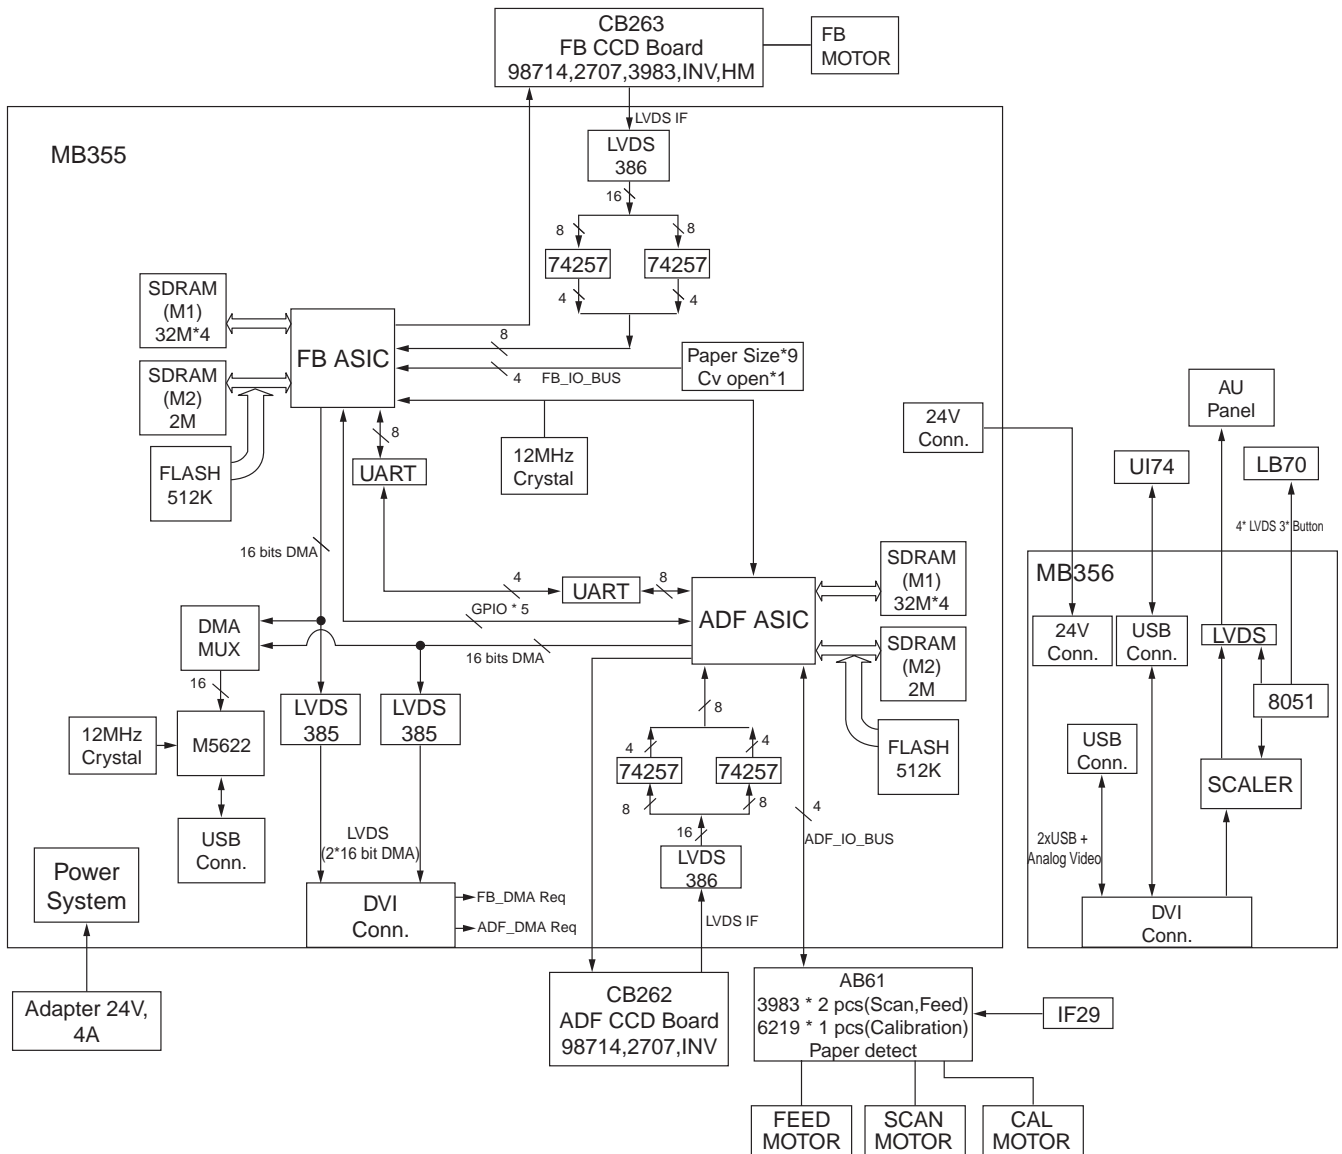 CB263
FB CCD Board
98714,2707,3983,INV,HM
FB
MOTOR
LVDS IF
MB355
LVDS
386
16
8
8
74257
74257
4
4
SDRAM
(M1)
32M*4
FB ASIC
8
Paper Size*9
Cv open*1
4
FB_IO_BUS
SDRAM
(M2)
2M
AU
Panel
24V
Conn.
8
12MHz
Crystal
UART
FLASH
512K
UI74
LB70
4* LVDS 3* Button
16 bits DMA
SDRAM
(M1)
32M*4
MB356
4
UART
8
GPIO * 5
ADF ASIC
DMA
MUX
16 bits DMA
24V
Conn.
USB
Conn.
LVDS
SDRAM
(M2)
2M
16
8
8051
LVDS
385
LVDS
385
12MHz
Crystal
M5622
4
4
FLASH
512K
USB
Conn.
74257
74257
SCALER
8
8
USB
Conn.
LVDS
(2*16 bit DMA)
16
4
ADF_IO_BUS
2xUSB +
Analog Video
Power
System
LVDS
386
DVI
Conn.
FB_DMA Req
ADF_DMA Req
LVDS IF
DVI
Conn.
Adapter 24V,
4A
CB262
ADF CCD Board
98714,2707,INV
AB61
3983 * 2 pcs(Scan,Feed)
6219 * 1 pcs(Calibration)
Paper detect
IF29
FEED
MOTOR
SCAN
MOTOR
CAL
MOTOR